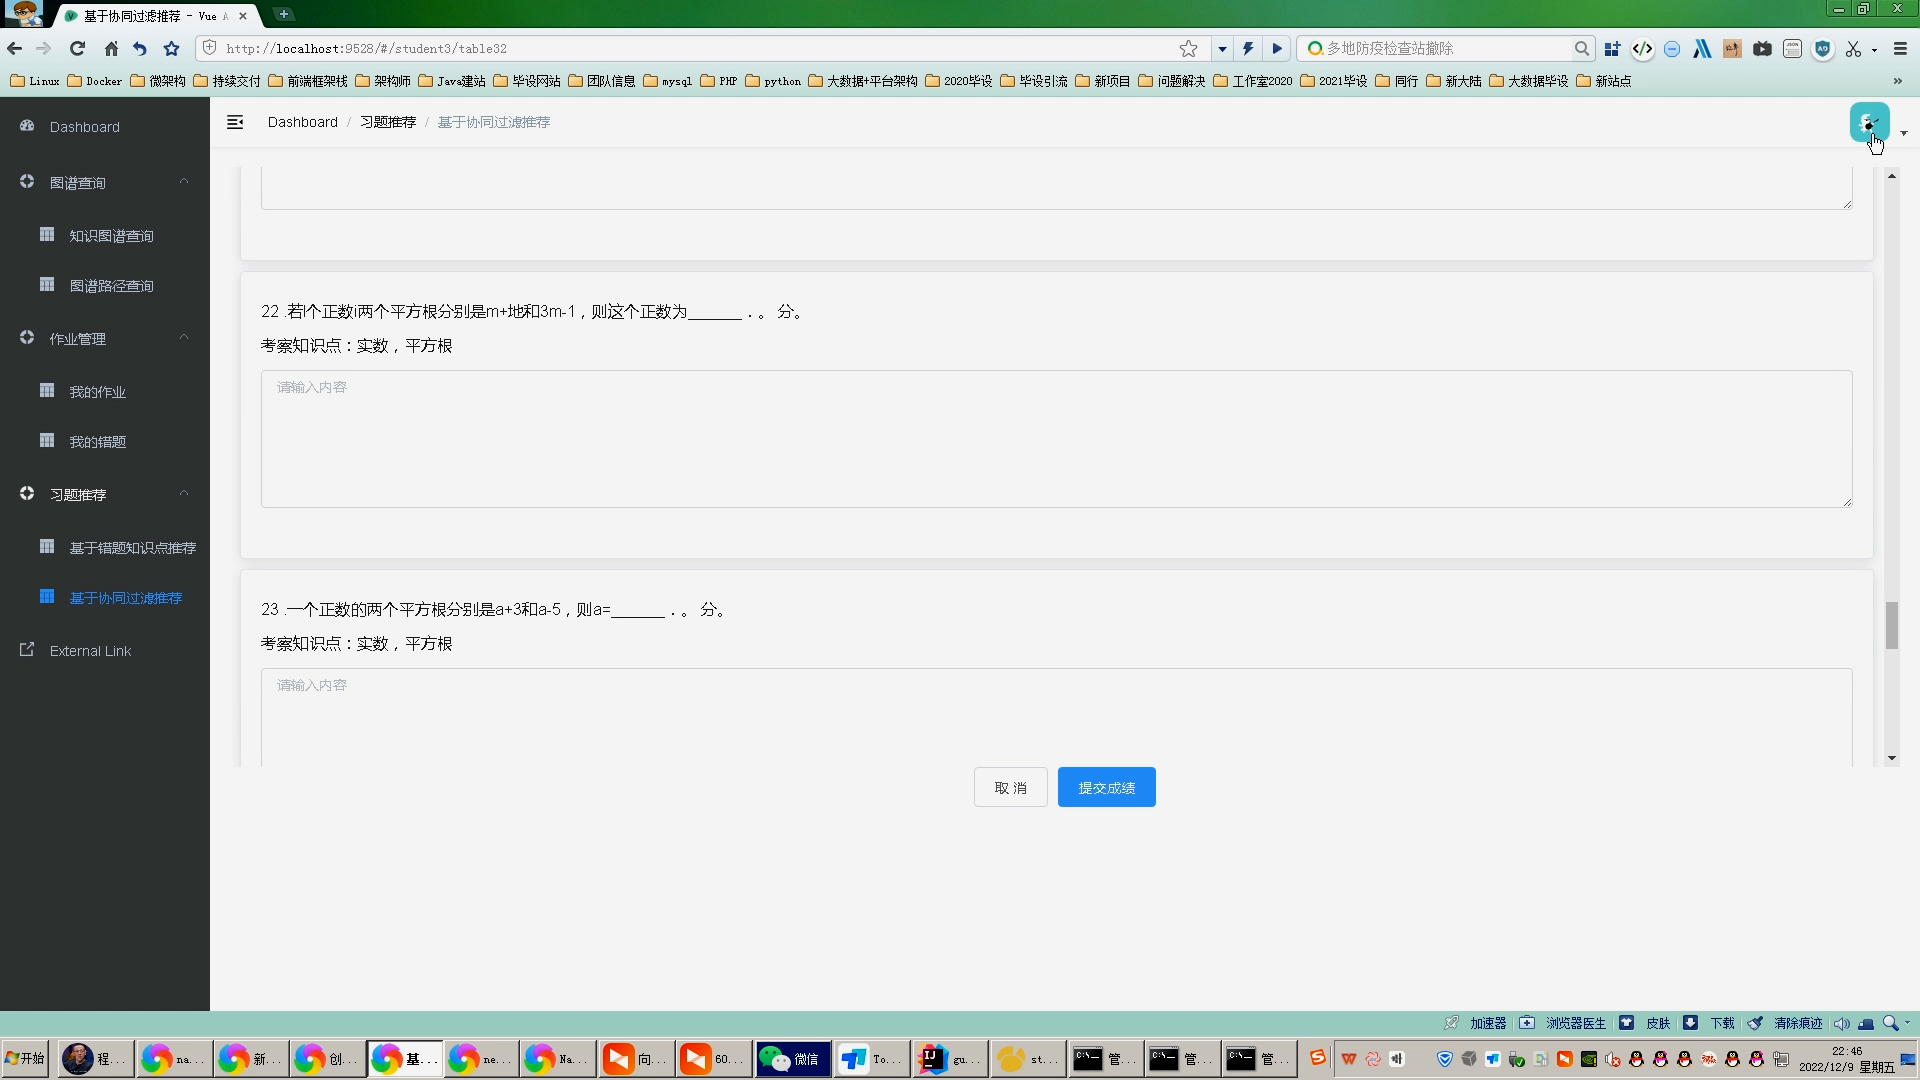 基于协同过滤推荐 - Vue A
http://localhost:9528/#/student3/table32
多地防疫检查站撤除
Linux Docker 微架构 持续交付 前端框架栈 架构师 Java建站 毕设网站 团队信息 mysql PHP python 大数据+平台架构 2020毕设 毕设引流 新项目 问题解决 工作室2020 2021毕设 同行 新大陆 大数据毕设 新站点
Dashboard
图谱查询
知识图谱查询
图谱路径查询
作业管理
我的作业
我的错题
习题推荐
基于错题知识点推荐
基于协同过滤推荐
External Link
Dashboard / 习题推荐 / 基于协同过滤推荐
22 .若l个正数i两个平方根分别是m+地和3m-1，则这个正数为______．。 分。
考察知识点：实数，平方根
请输入内容
23 .一个正数的两个平方根分别是a+3和a-5，则a=______．。 分。
考察知识点：实数，平方根
请输入内容
取 消 提交成绩
加速器 浏览器医生 皮肤 下载 清除痕迹
开始 程... na... 新... 创... 基... ne... Na... 向... 60... 微信 To... gu... st... 管... 管... 管...
22:46
2022/12/9 星期五